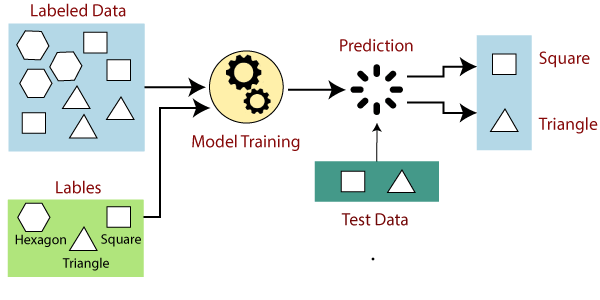 Labeled Data
Prediction
Square
Model Training
Triangle
Lables
Hexagon
Square
Triangle
Test Data
.